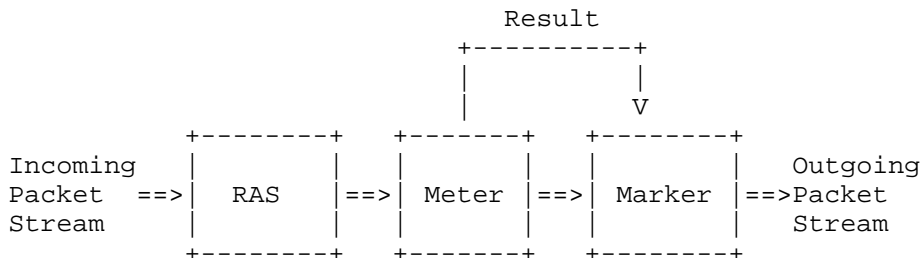 Result
Incoming Outgoing
Packet ==> RAS ==> Meter ==> Marker ==>Packet
Stream Stream